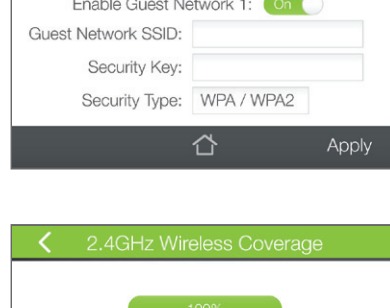 Enable Guest Network 1: On
Guest Network SSID:
Security Key:
Security Type: WPA / WPA2
Apply
2.4GHz Wireless Coverage
100%